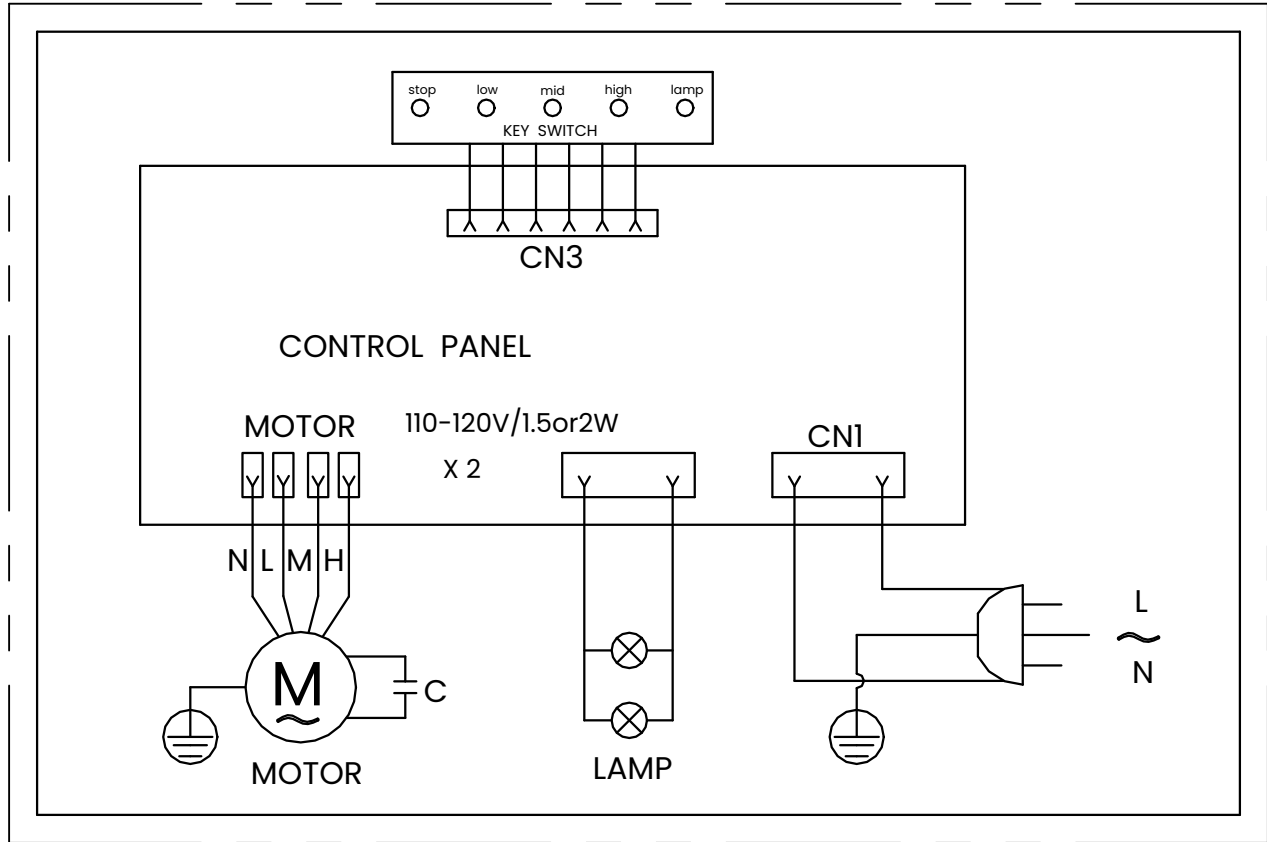 stop low mid high lamp
KEY SWITCH
CN3
CONTROL PANEL
MOTOR
110-120V/1.5or2W
X 2
CN1
N L M H
L
N
M
C
MOTOR
LAMP